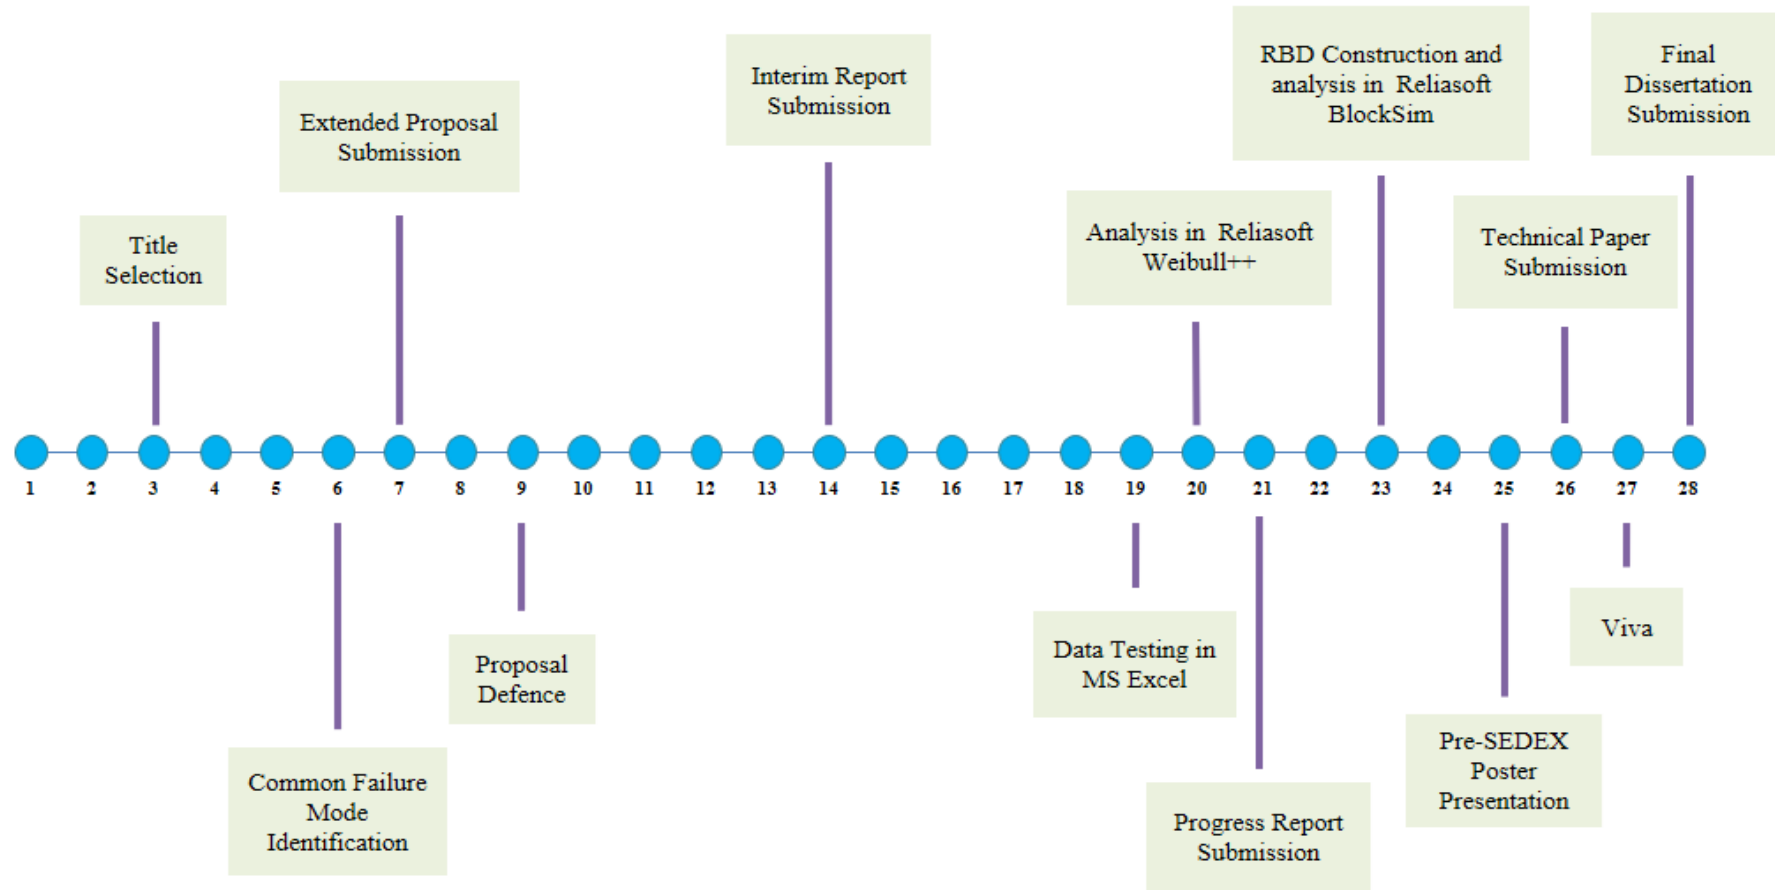 RBD Construction and
analysis in Reliasoft
BlockSim
Final
Dissertation
Submission
Interim Report
Submission
Extended Proposal
Submission
Title
Selection
Analysis in Reliasoft
Weibull++
Technical Paper
Submission
1 2 3 4 5 6 7 8 9 10 11 12 13 14 15 16 17 18 19 20 21 22 23 24 25 26 27 28
Common Failure
Mode
Identification
Proposal
Defence
Data Testing in
MS Excel
Progress Report
Submission
Pre-SEDEX
Poster
Presentation
Viva